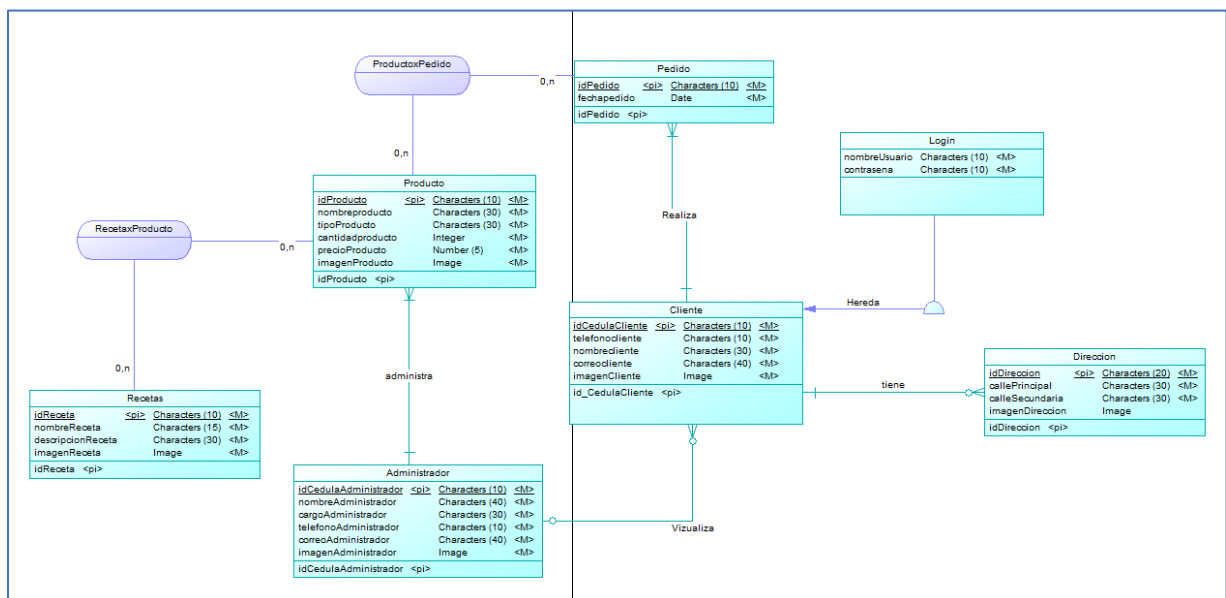 ProductoxPedido
0,n
0,n
Pedido
idPedido <pi> Characters (10) <M>
fechapedido Date <M>
idPedido <pi>
Login
nombreUsuario Characters (10) <M>
contrasena Characters (10) <M>
Realiza
Producto
idProducto <pi> Characters (10) <M>
nombreproducto Characters (30) <M>
tipoProducto Characters (30) <M>
cantidadproducto Integer <M>
precioProducto Number (5) <M>
imagenProducto Image <M>
idProducto <pi>
RecetaxProducto
0,n
0,n
Hereda
Cliente
idCedulaCliente <pi> Characters (10) <M>
telefonocliente Characters (10) <M>
nombrecliente Characters (30) <M>
correocliente Characters (40) <M>
imagenCliente Image <M>
id_CedulaCliente <pi>
tiene
Direccion
idDireccion <pi> Characters (20) <M>
callePrincipal Characters (30) <M>
calleSecundaria Characters (30) <M>
imagenDireccion Image
idDireccion <pi>
administra
Recetas
idReceta <pi> Characters (10) <M>
nombreReceta Characters (15) <M>
descripcionReceta Characters (30) <M>
imagenReceta Image <M>
idReceta <pi>
Administrador
idCedulaAdministrador <pi> Characters (10) <M>
nombreAdministrador Characters (40) <M>
cargoAdministrador Characters (30) <M>
telefonoAdministrador Characters (10) <M>
correoAdministrador Characters (40) <M>
imagenAdministrador Image <M>
idCedulaAdministrador <pi>
Vizualiza